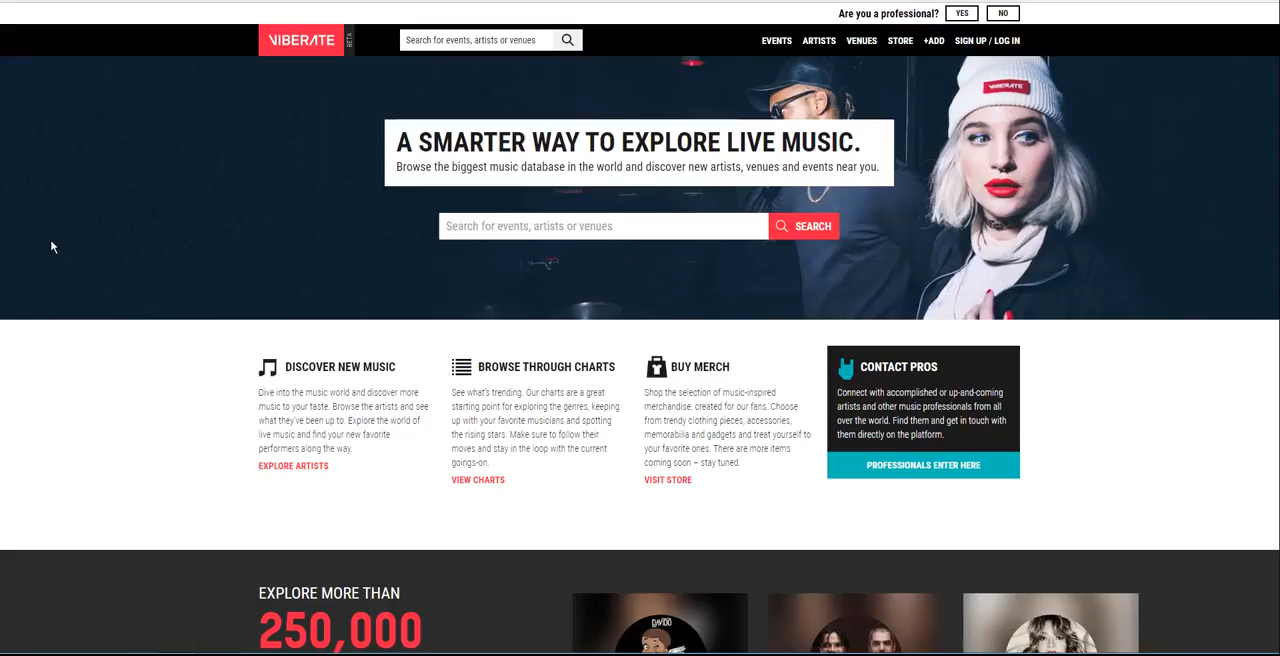 Are you a professional? YES NO
VIBERATE BETA Search for events, artists or venues EVENTS ARTISTS VENUES STORE +ADD SIGN UP / LOG IN
VIBERATE
A SMARTER WAY TO EXPLORE LIVE MUSIC.
Browse the biggest music database in the world and discover new artists, venues and events near you.
Search for events, artists or venues SEARCH
DISCOVER NEW MUSIC
Dive into the music world and discover more
music to your taste. Browse the artists and see
what they've been up to. Explore the world of
live music and find your new favorite
performers along the way.
EXPLORE ARTISTS
BROWSE THROUGH CHARTS
See what's trending. Our charts are a great
starting point for exploring the genres, keeping
up with your favorite musicians and spotting
the rising stars. Make sure to follow their
moves and stay in the loop with the current
goings-on.
VIEW CHARTS
BUY MERCH
Shop the selection of music-inspired
merchandise, created for our fans. Choose
from trendy clothing pieces, accessories,
memorabilia and gadgets and treat yourself to
your favorite ones. There are more items
coming soon – stay tuned.
VISIT STORE
CONTACT PROS
Connect with accomplished or up-and-coming
artists and other music professionals from all
over the world. Find them and get in touch with
them directly on the platform.
PROFESSIONALS ENTER HERE
EXPLORE MORE THAN
250,000
DAVIDO